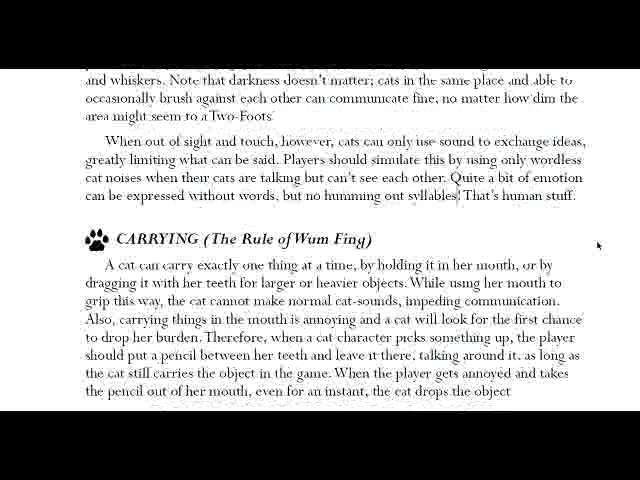 and whiskers. Note that darkness doesn't matter; cats in the same place and able to
occasionally brush against each other can communicate fine, no matter how dim the
area might seem to a Two-Foots
When out of sight and touch, however, cats can only use sound to exchange ideas,
greatly limiting what can be said. Players should simulate this by using only wordless
cat noises when their cats are talking but can't see each other. Quite a bit of emotion
can be expressed without words, but no humming out syllables! That's human stuff.
CARRYING (The Rule of Wum Fing)
A cat can carry exactly one thing at a time, by holding it in her mouth, or by
dragging it with her teeth for larger or heavier objects. While using her mouth to
grip this way, the cat cannot make normal cat-sounds, impeding communication.
Also, carrying things in the mouth is annoying and a cat will look for the first chance
to drop her burden. Therefore, when a cat character picks something up, the player
should put a pencil between her teeth and leave it there, talking around it, as long as
the cat still carries the object in the game. When the player gets annoyed and takes
the pencil out of her mouth, even for an instant, the cat drops the object